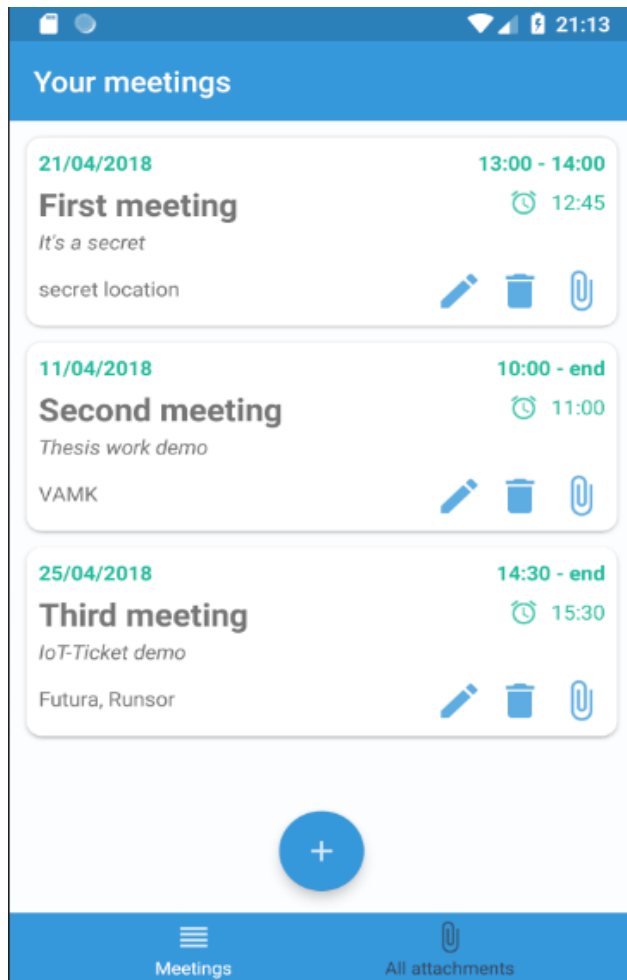 21:13
Your meetings
21/04/2018 13:00 - 14:00
First meeting 12:45
It's a secret
secret location
11/04/2018 10:00 - end
Second meeting 11:00
Thesis work demo
VAMK
25/04/2018 14:30 - end
Third meeting 15:30
IoT-Ticket demo
Futura, Runsor
+
Meetings All attachments